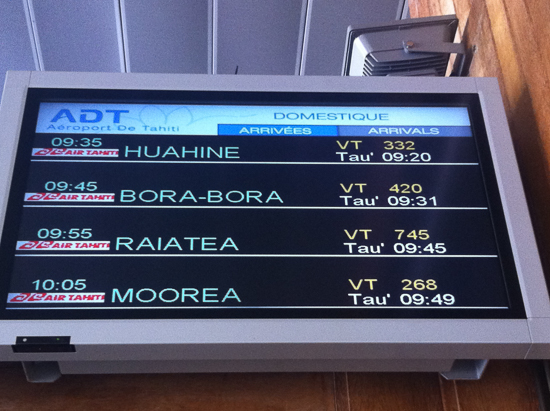 ADT DOMESTIQUE
Aéroport De Tahiti
ARRIVÉES ARRIVALS
09:35 VT 332
AIR TAHITI HUAHINE Tau' 09:20
09:45 VT 420
AIR TAHITI BORA-BORA Tau' 09:31
09:55 VT 745
AIR TAHITI RAIATEA Tau' 09:45
10:05 VT 268
AIR TAHITI MOOREA Tau' 09:49